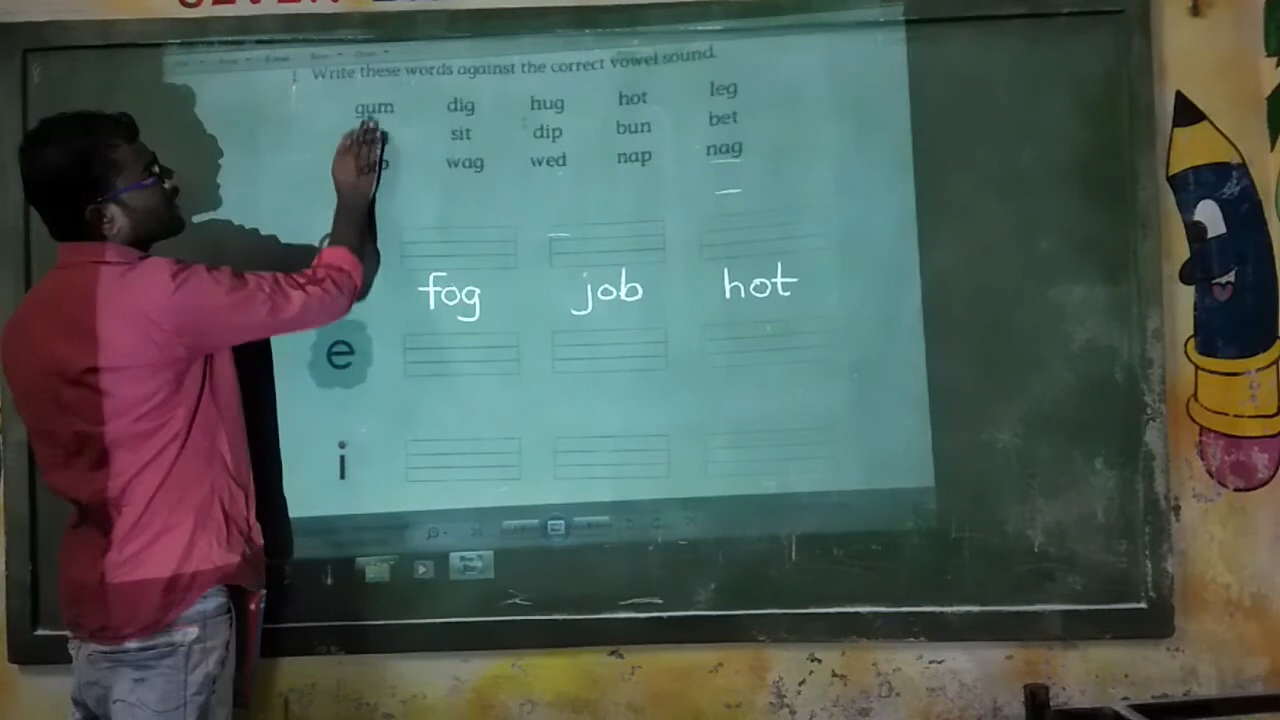 Write these words against the correct vowel sound.
gum dig hug hot leg
sit dip bun bet
wag wed nap nag
fog job hot
e
i